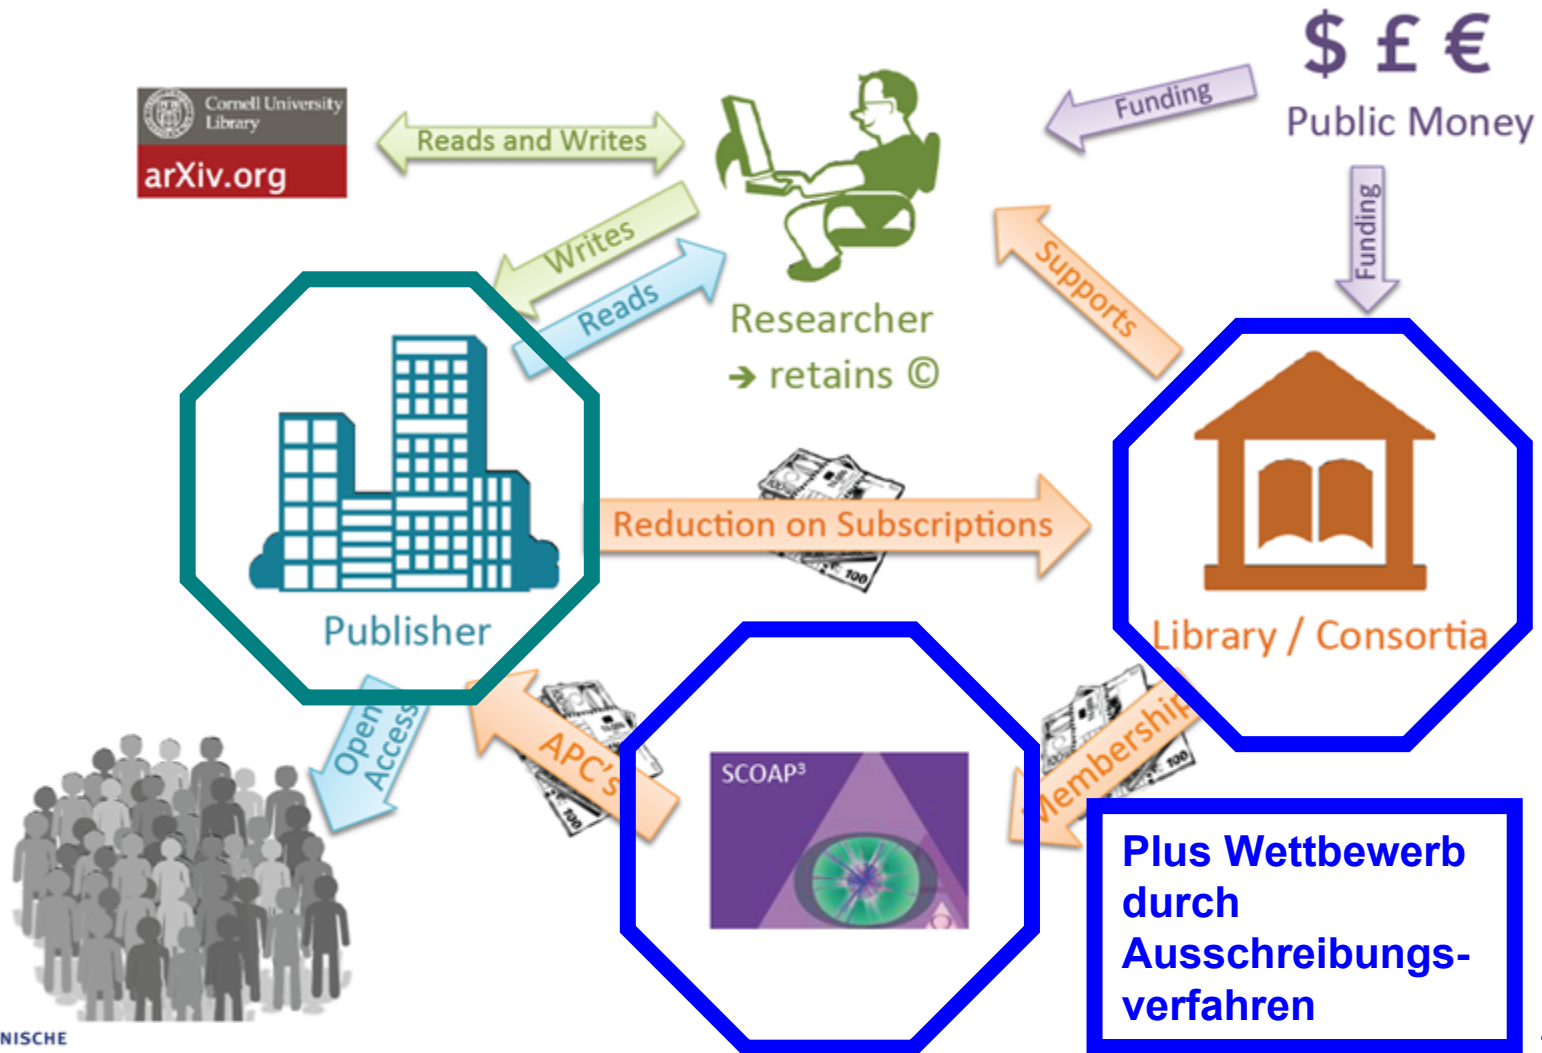 $ £ €
Public Money
Cornell University
Library
arXiv.org
Reads and Writes
Funding
Funding
Writes
Reads
Supports
Researcher
➔ retains ©
Reduction on Subscriptions
Publisher
Library / Consortia
Open
Access
APC's
SCOAP³
Membership
Plus Wettbewerb
durch
Ausschreibungs-
verfahren
NISCHE